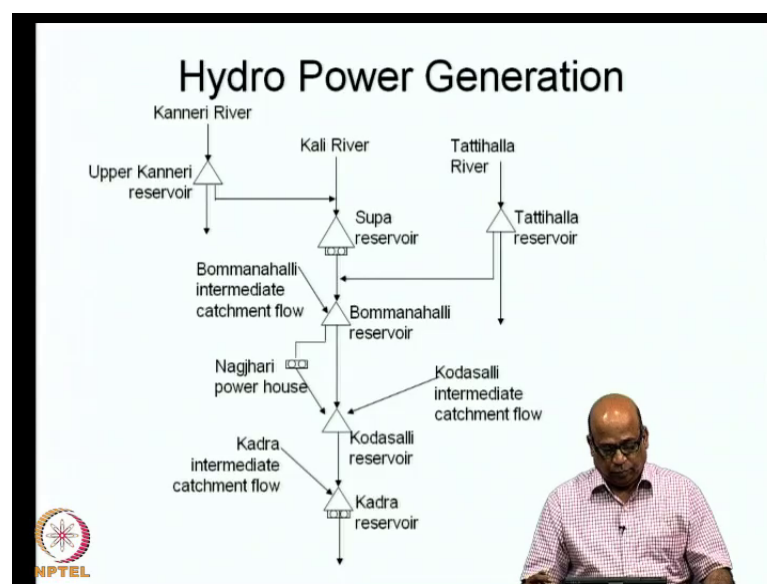 Hydro Power Generation
Kanneri River
Kali River
Tattihalla
River
Upper Kanneri
reservoir
Supa
reservoir
Tattihalla
reservoir
Bommanahalli
intermediate
catchment flow
Bommanahalli
reservoir
Nagjhari
power house
Kodasalli
intermediate
catchment flow
Kodasalli
reservoir
Kadra
intermediate
catchment flow
Kadra
reservoir
NPTEL